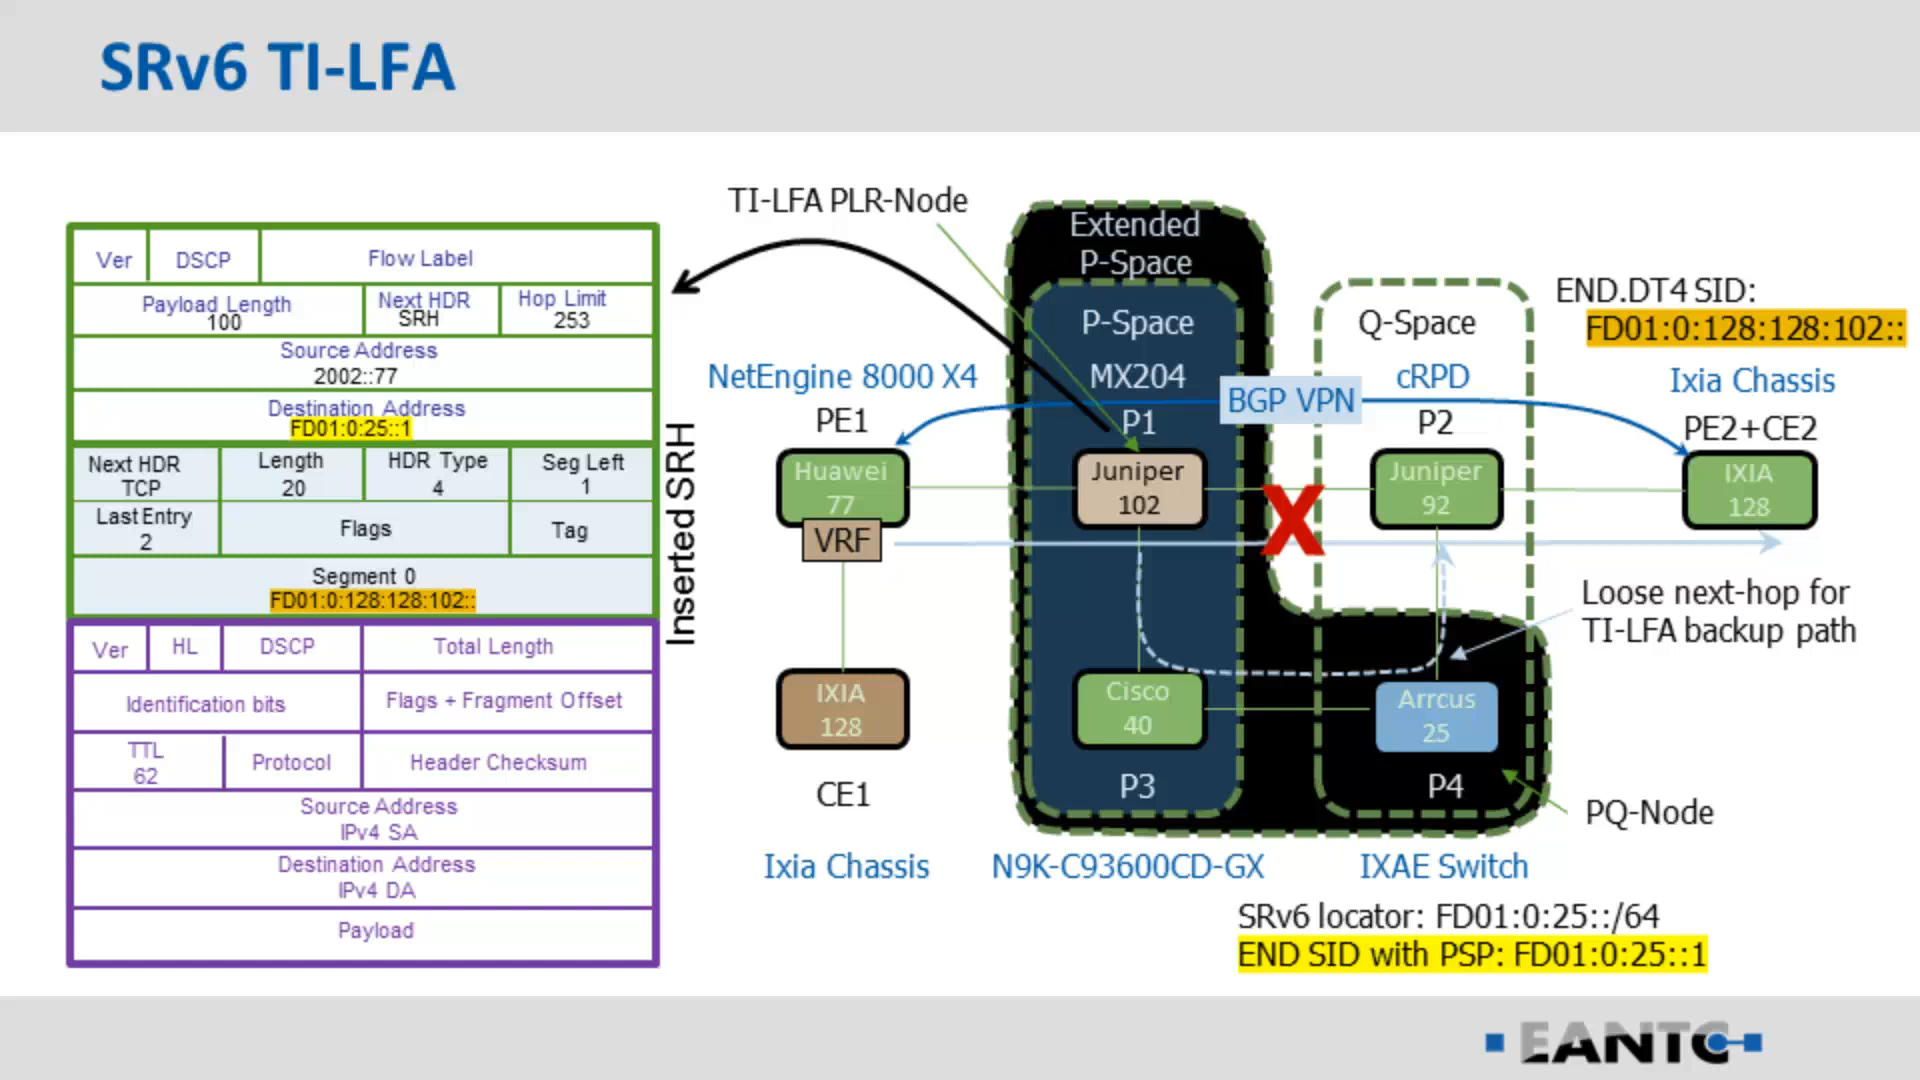 SRv6 TI-LFA
Ver
DSCP
Flow Label
Payload Length
100
Next HDR
SRH
Hop Limit
253
Source Address
2002::77
Destination Address
FD01:0:25::1
Next HDR
TCP
Length
20
HDR Type
4
Seg Left
1
Last Entry
2
Flags
Tag
Segment 0
FD01:0:128:128:102::
Ver
HL
DSCP
Total Length
Identification bits
Flags + Fragment Offset
TTL
62
Protocol
Header Checksum
Source Address
IPv4 SA
Destination Address
IPv4 DA
Payload
Inserted SRH
TI-LFA PLR-Node
Extended
P-Space
P-Space
Q-Space
END.DT4 SID:
FD01:0:128:128:102::
NetEngine 8000 X4
MX204
BGP VPN
cRPD
Ixia Chassis
PE1
P1
P2
PE2+CE2
Huawei
77
Juniper
102
X
Juniper
92
IXIA
128
VRF
Loose next-hop for
TI-LFA backup path
IXIA
128
Cisco
40
Arrcus
25
CE1
P3
P4
PQ-Node
Ixia Chassis
N9K-C93600CD-GX
IXAE Switch
SRv6 locator: FD01:0:25::/64
END SID with PSP: FD01:0:25::1
EANTC